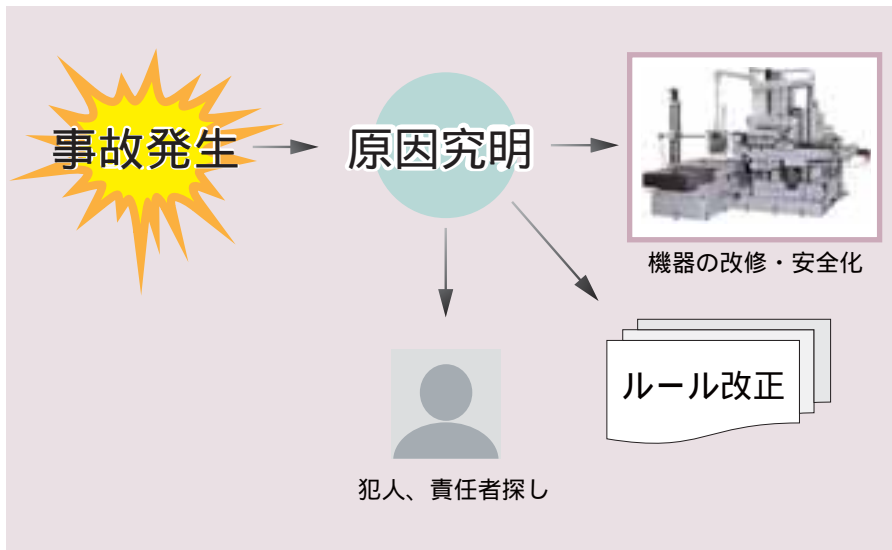 事故発生
原因究明
機器の改修・安全化
ルール改正
犯人、責任者探し